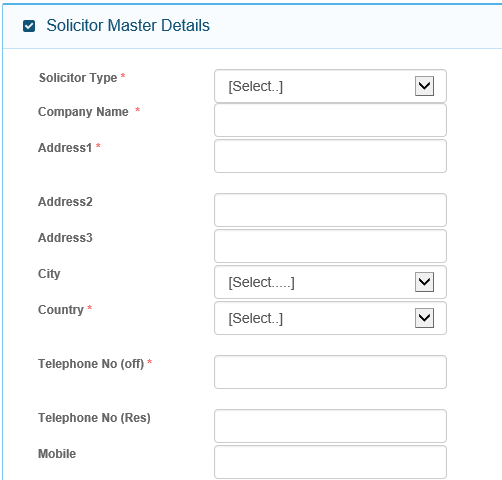 Solicitor Master Details
Solicitor Type *
[Select..]
Company Name *
Address1 *
Address2
Address3
City
[Select.....]
Country *
[Select..]
Telephone No (off) *
Telephone No (Res)
Mobile